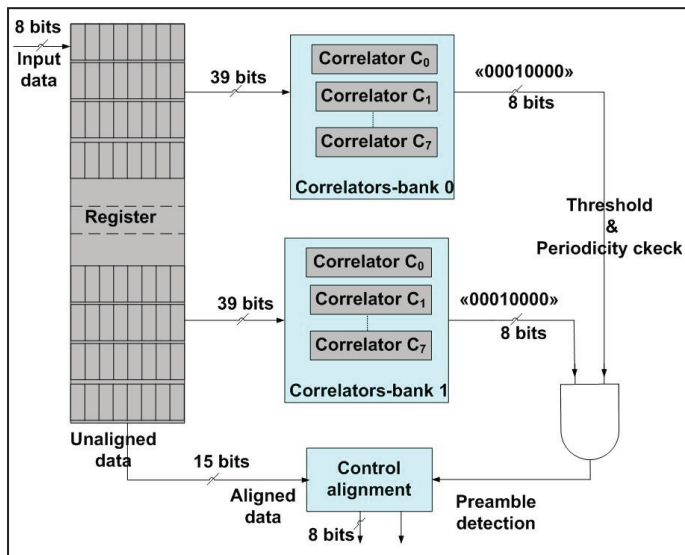 8 bits
Input
data
Register
39 bits
Correlator C0
Correlator C1
Correlator C7
Correlators-bank 0
«00010000»
8 bits
Threshold
&
Periodicity ckeck
39 bits
Correlator C0
Correlator C1
Correlator C7
Correlators-bank 1
«00010000»
8 bits
Unaligned
data
15 bits
Aligned
data
Control
alignment
8 bits
Preamble
detection